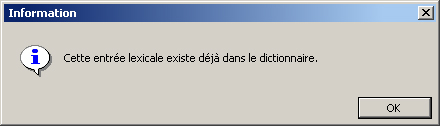 Information
Cette entrée lexicale existe déjà dans le dictionnaire.
OK